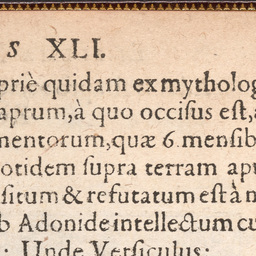 s XLI.
priè quidam ex mytholog
aprum, à quo occisus est,
mentorum, quæ 6. mensib
otidem supra terram apu
situm & refutatum est à n
b Adonide intellectum cu
: Unde Versiculus: